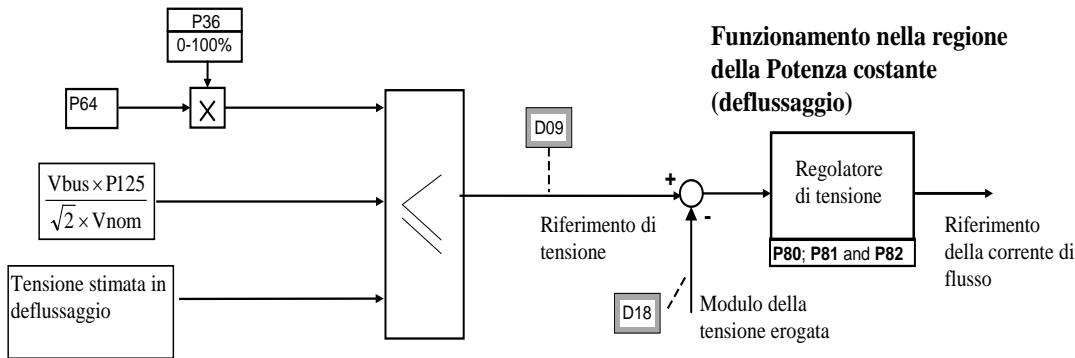 P36
0-100%
P64
X
Vbus × P125
√2 × Vnom
Tensione stimata in
deflussaggio
<
D09
Riferimento di
tensione
+
-
D18
Modulo della
tensione erogata
Funzionamento nella regione
della Potenza costante
(deflussaggio)
Regolatore
di tensione
P80; P81 and P82
Riferimento
della corrente di
flusso